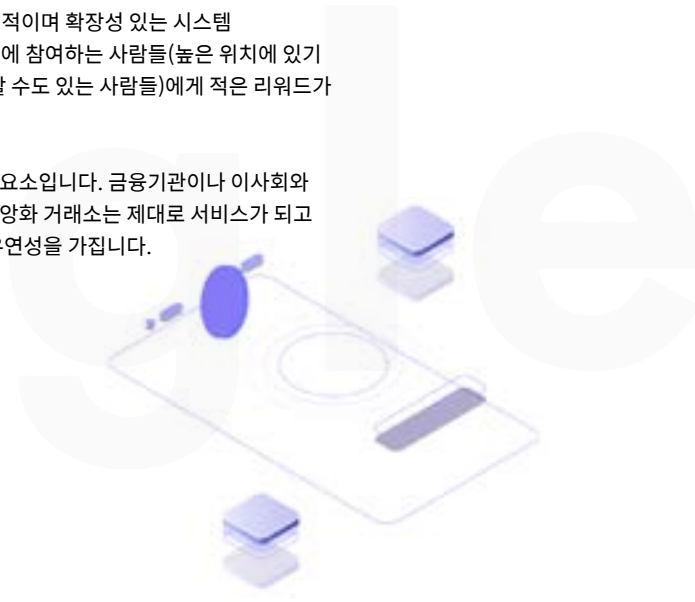 적이며 확장성 있는 시스템
에 참여하는 사람들(높은 위치에 있기
수도 있는 사람들)에게 적은 리워드가
요소입니다. 금융기관이나 이사회와
앙화 거래소는 제대로 서비스가 되고
연성을 가집니다.
gle